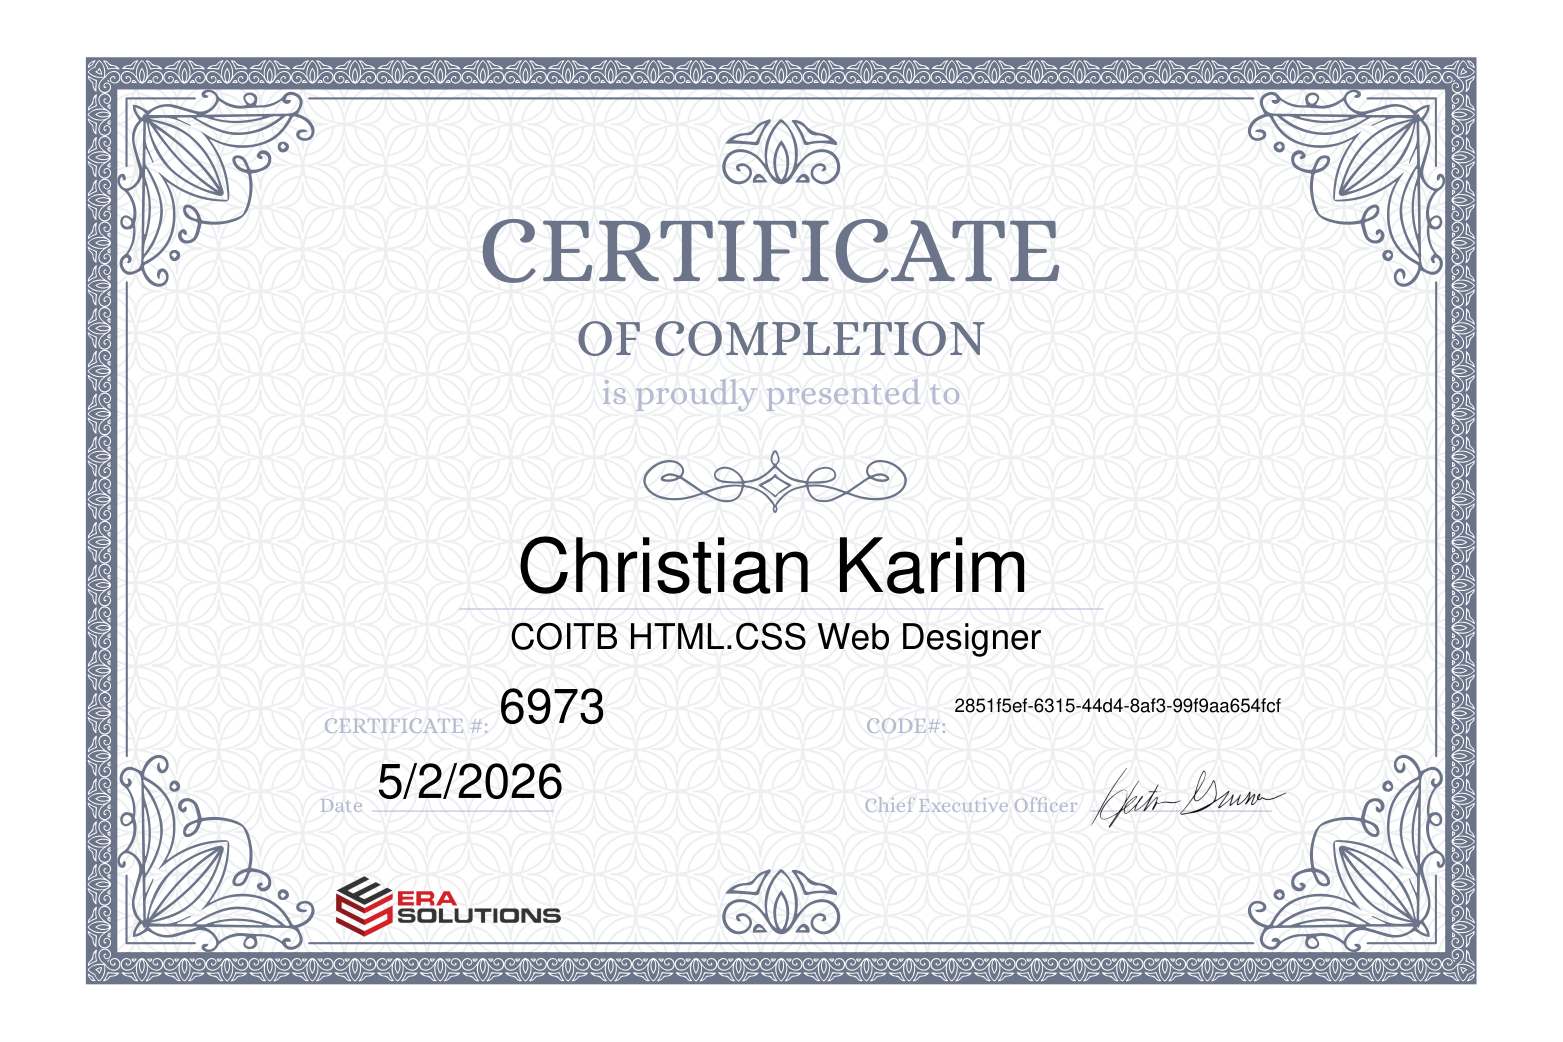 CERTIFICATE
OF COMPLETION
is proudly presented to
Christian Karim
COITB HTML.CSS Web Designer
CERTIFICATE #: 6973
CODE#: 2851f5ef-6315-44d4-8af3-99f9aa654fcf
Date 5/2/2026
Chief Executive Officer
ERA
SOLUTIONS